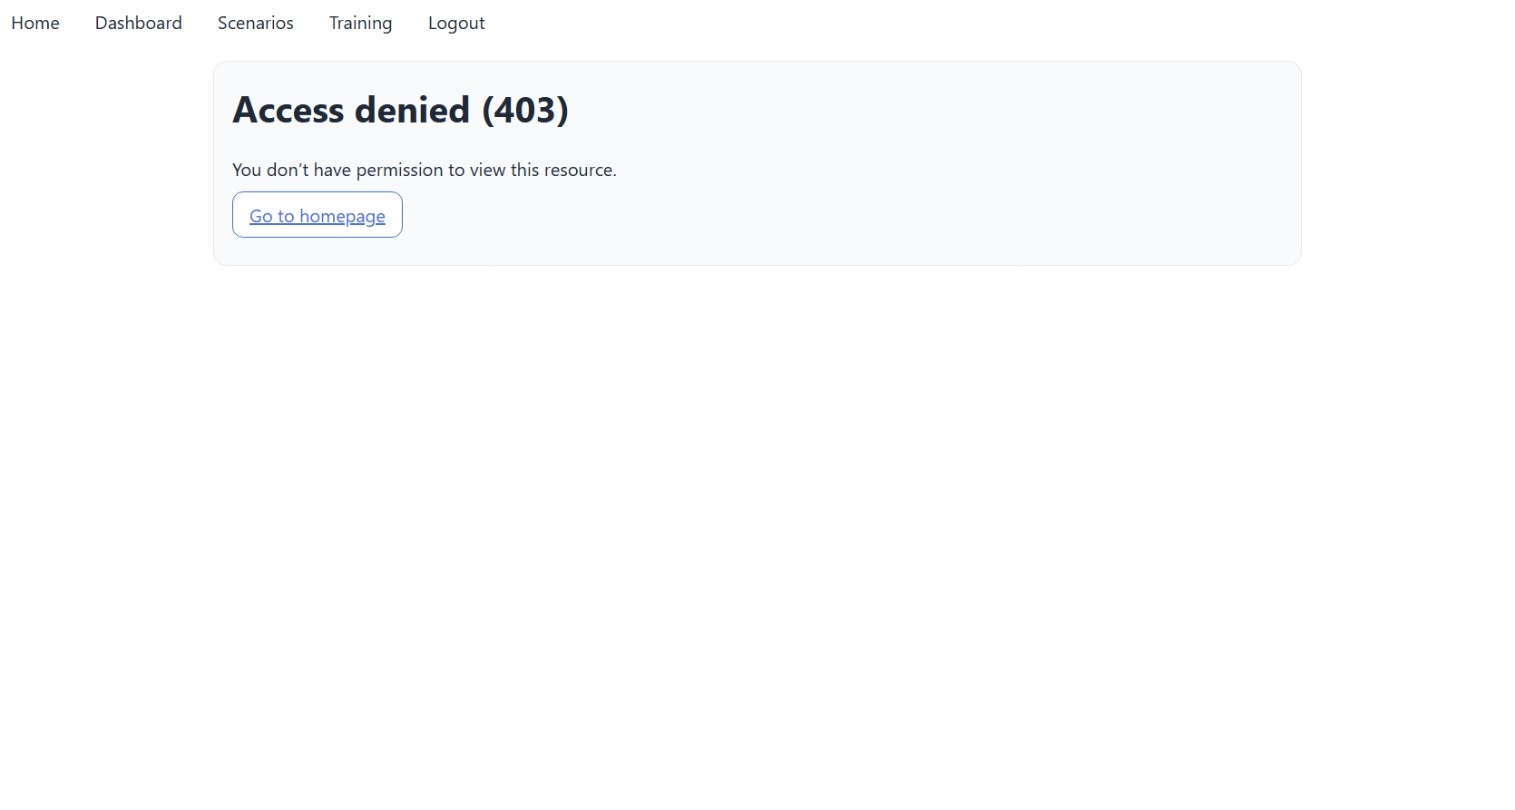 Home Dashboard Scenarios Training Logout
Access denied (403)
You don’t have permission to view this resource.
Go to homepage